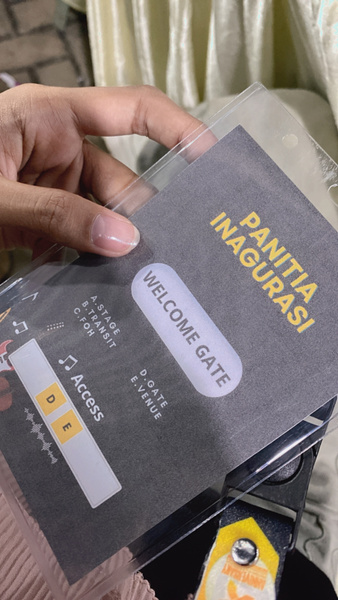 PANITIA
INAGURASI
WELCOME GATE
A.STAGE
B.TRANSIT
C.FOH
D.GATE
E.VENUE
Access
D
E